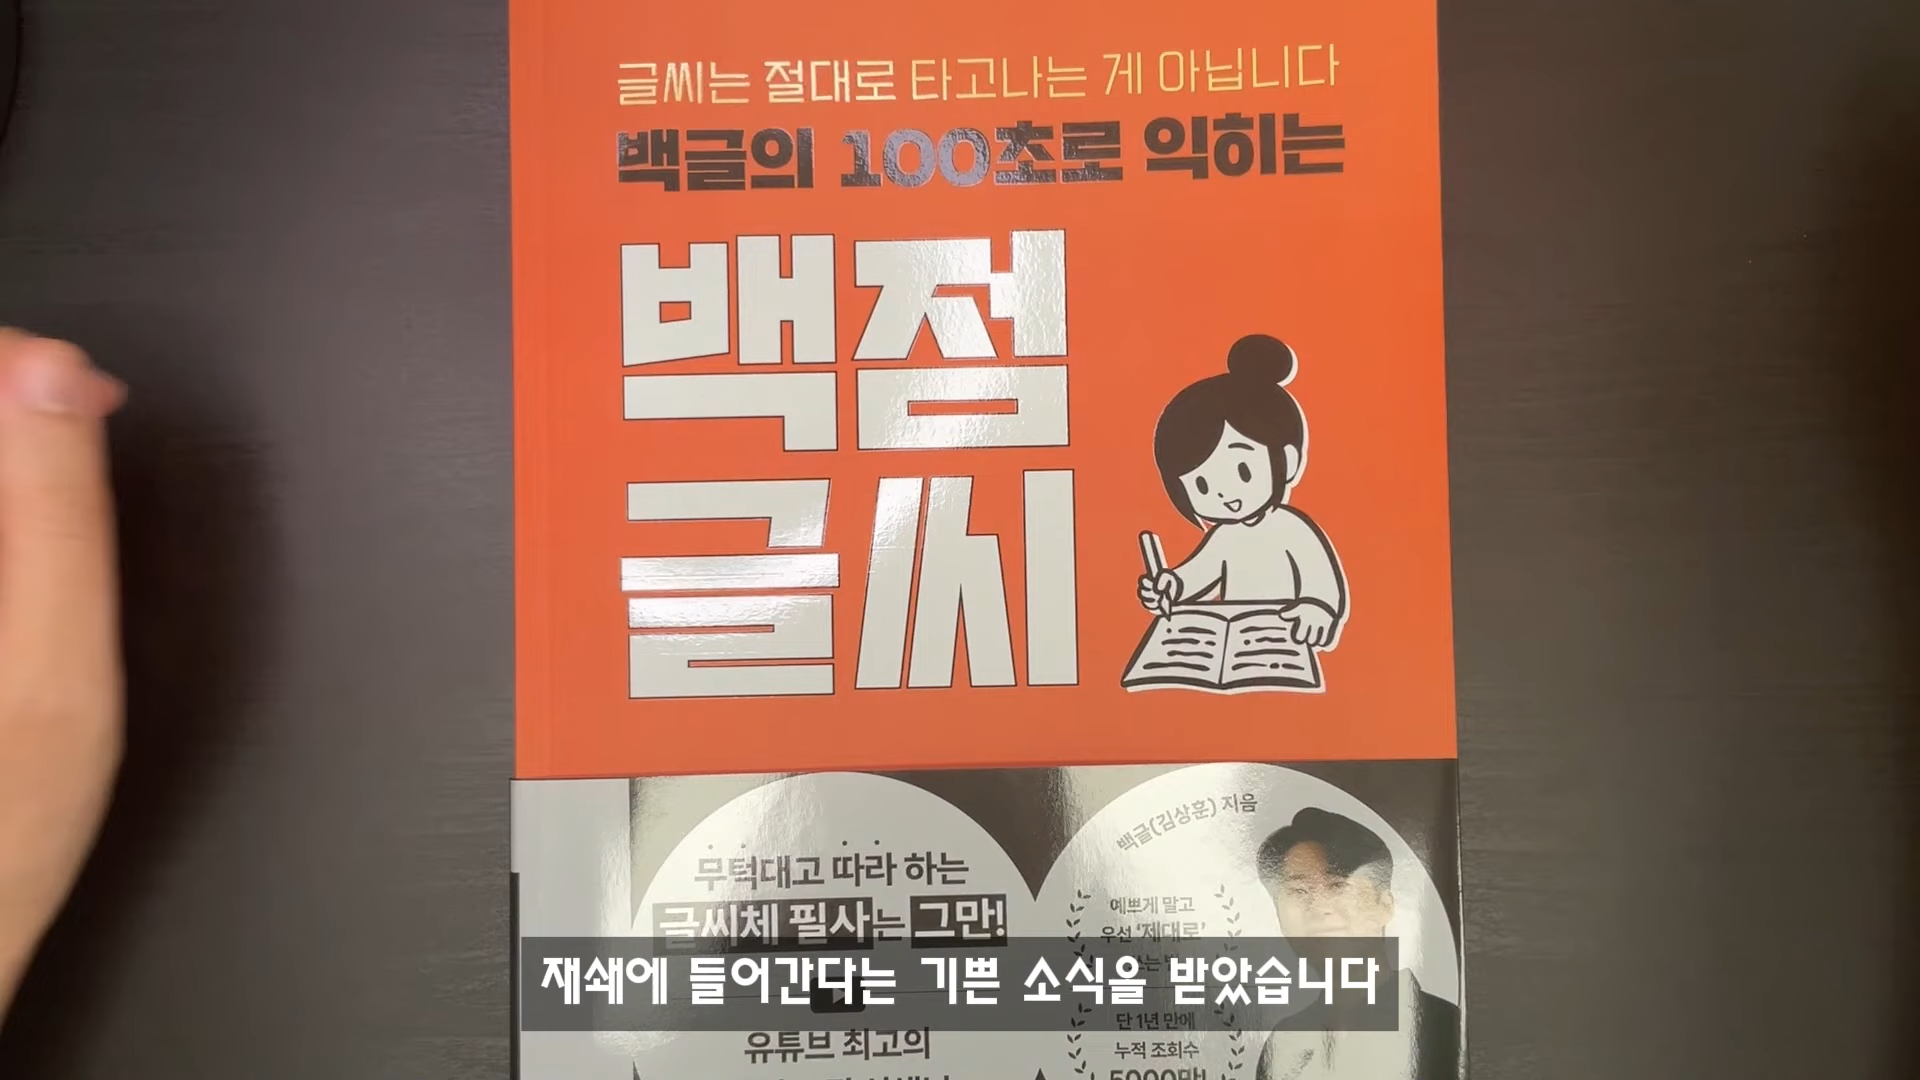 글씨는 절대로 타고나는 게 아닙니다
백글의 100초로 익히는
백점
글씨
백글(김상훈) 지음
무턱대고 따라 하는
글씨체 필사는 그만!
예쁘게 말고
우선 '제대로'
재쇄에 들어간다는 기쁜 소식을 받았습니다
유튜브 최고의
단 1년 만에
누적 조회수
5000만!